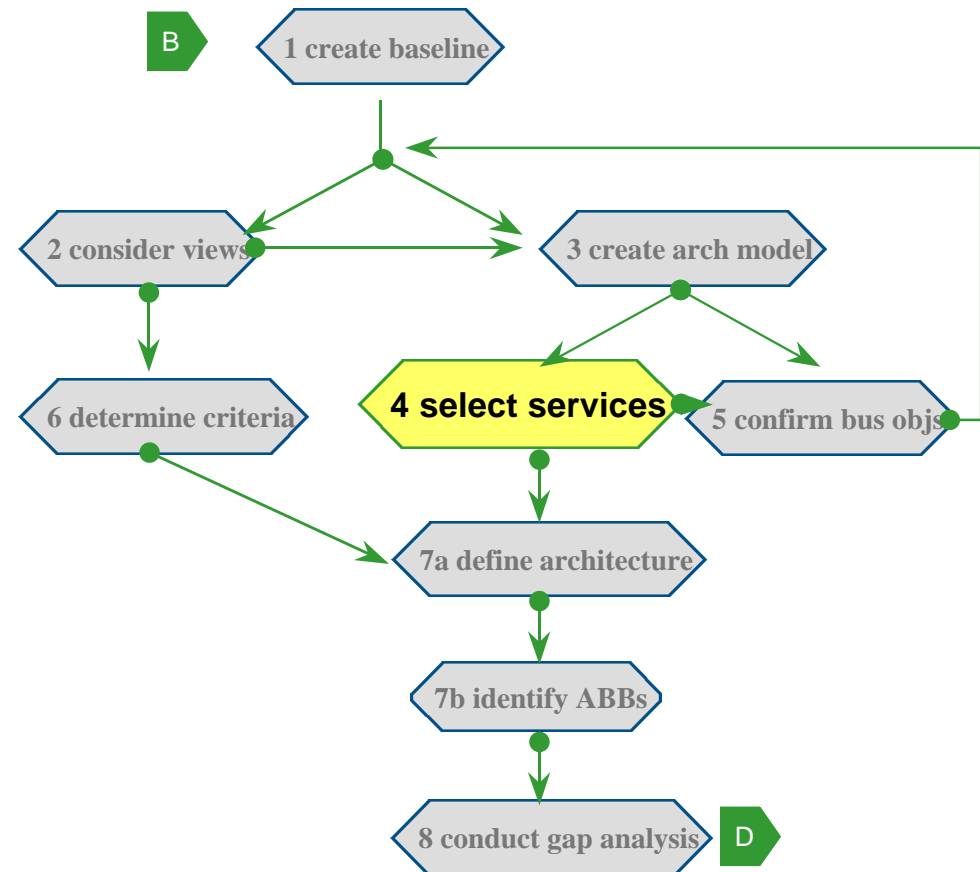 B
1 create baseline
2 consider views
3 create arch model
6 determine criteria
4 select services
5 confirm bus objs
7a define architecture
7b identify ABBs
8 conduct gap analysis
D